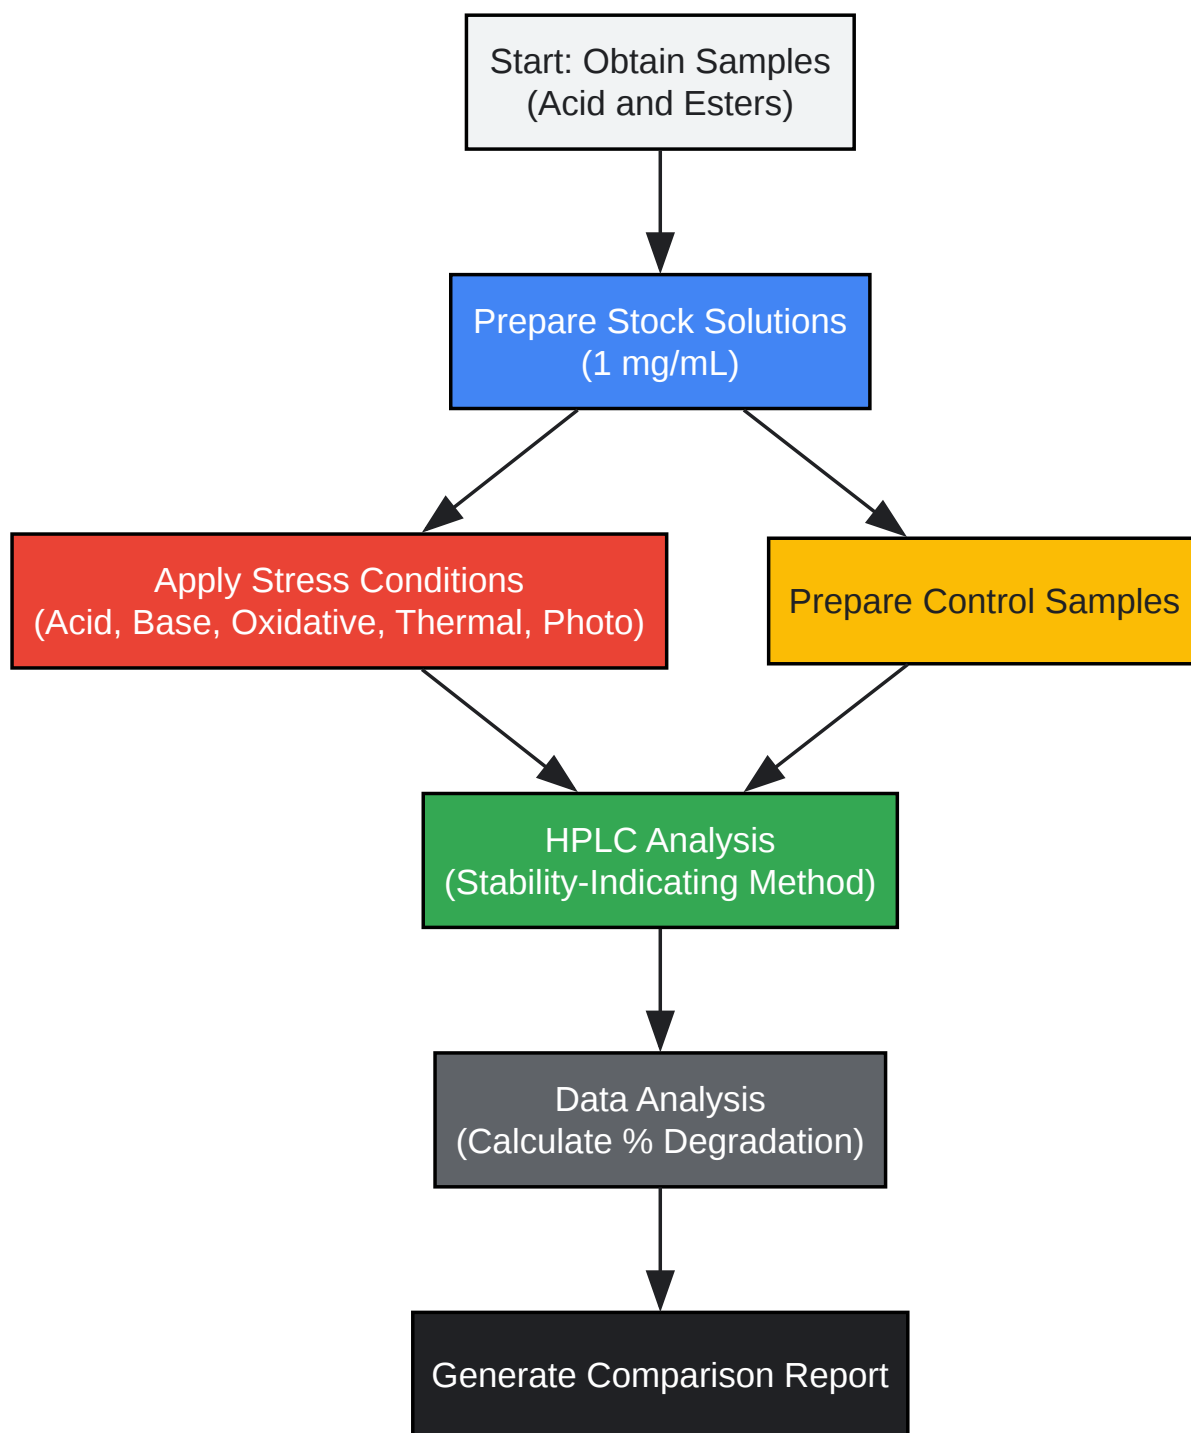 Start: Obtain Samples
(Acid and Esters)
Prepare Stock Solutions
(1 mg/mL)
Apply Stress Conditions
(Acid, Base, Oxidative, Thermal, Photo)
Prepare Control Samples
HPLC Analysis
(Stability-Indicating Method)
Data Analysis
(Calculate % Degradation)
Generate Comparison Report